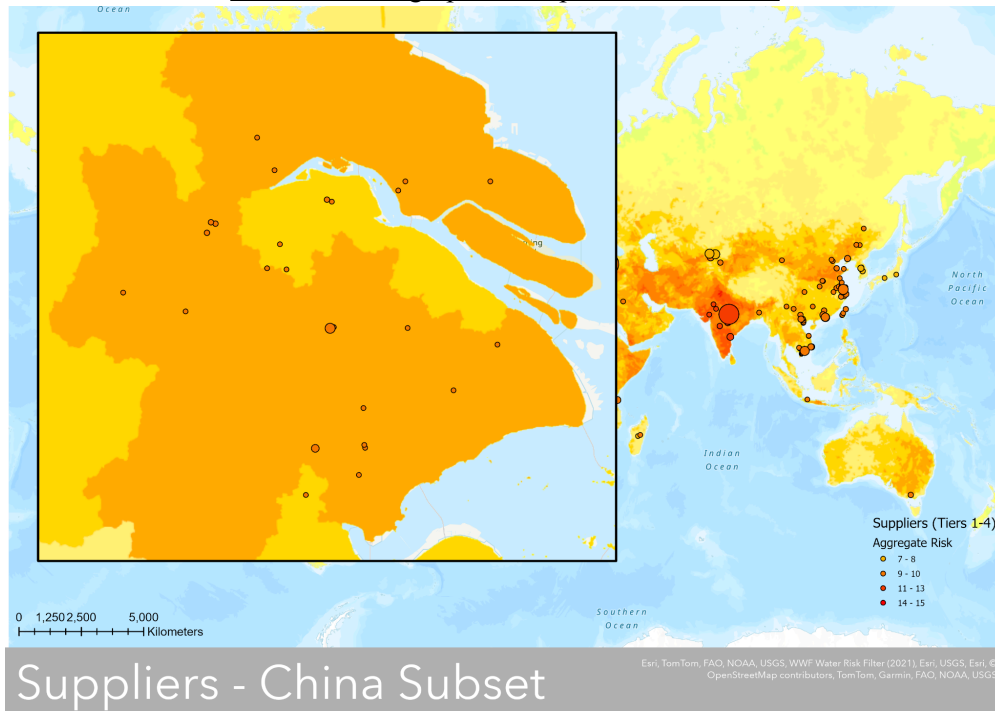 Ocean
ning
North
Pacific
Ocean
Indian
Ocean
Suppliers (Tiers 1-4)
Aggregate Risk
7 - 8
9 - 10
11 - 13
14 - 15
Southern
Ocean
0 1,250 2,500 5,000
Kilometers
Suppliers - China Subset
Esri, TomTom, FAO, NOAA, USGS, WWF Water Risk Filter (2021), Esri, USGS, Esri, ©
OpenStreetMap contributors, TomTom, Garmin, FAO, NOAA, USGS